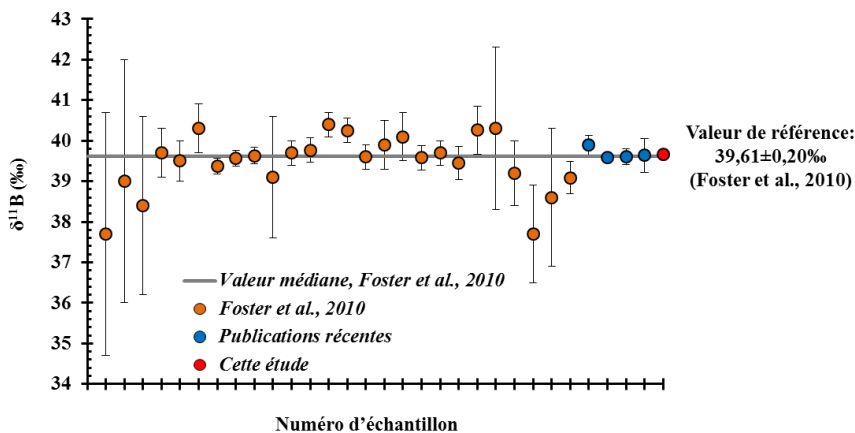 43
42
41
40
39
38
37
36
35
34
δ¹¹B (‰)
Valeur médiane, Foster et al., 2010
Foster et al., 2010
Publications récentes
Cette étude
Numéro d'échantillon
Valeur de référence:
39,61±0,20‰
(Foster et al., 2010)